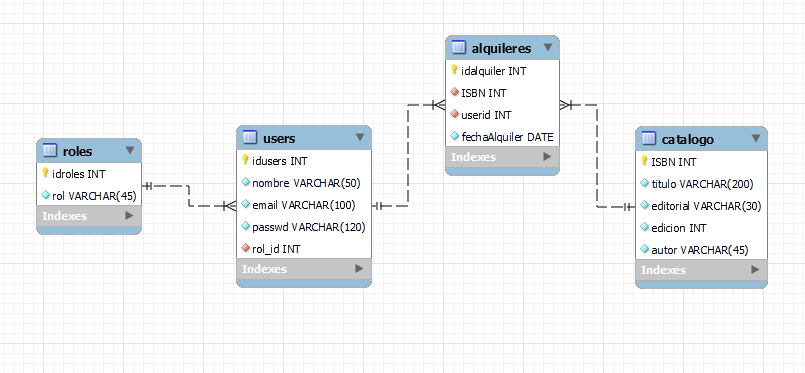 roles
idroles INT
rol VARCHAR(45)
Indexes
users
idusers INT
nombre VARCHAR(50)
email VARCHAR(100)
passwd VARCHAR(120)
rol_id INT
Indexes
alquileres
idalquiler INT
ISBN INT
userid INT
fechaAlquiler DATE
Indexes
catalogo
ISBN INT
titulo VARCHAR(200)
editorial VARCHAR(30)
edicion INT
autor VARCHAR(45)
Indexes